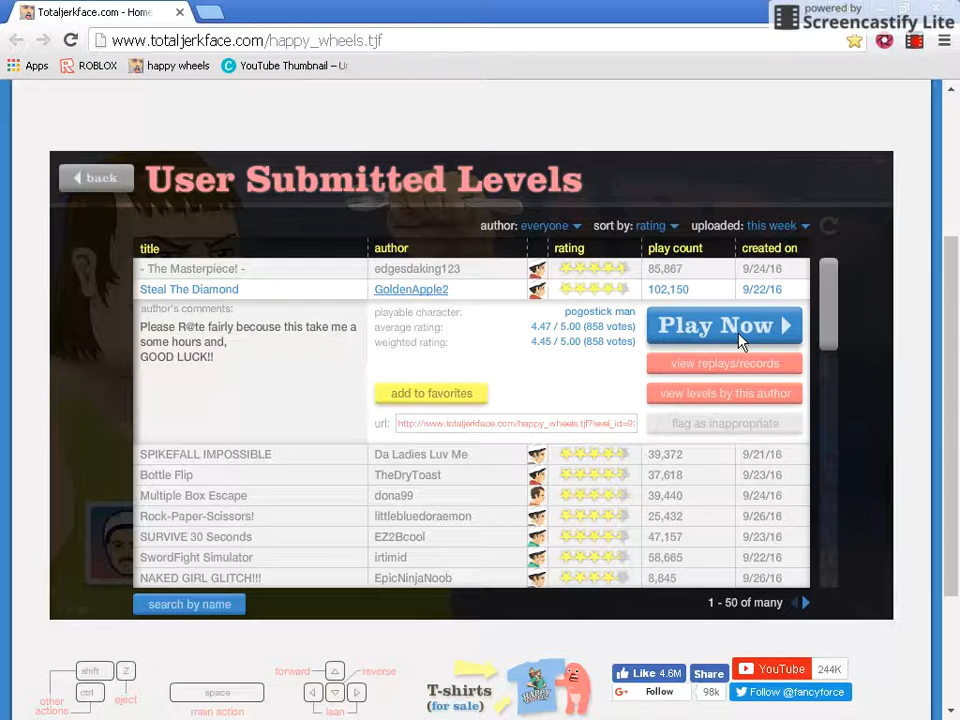 Totaljerkface.com - Home
powered by
Screencastify Lite
www.totaljerkface.com/happy_wheels.tjf
Apps ROBLOX happy wheels YouTube Thumbnail – Ur
back
User Submitted Levels
author: everyone sort by: rating uploaded: this week
title author rating play count created on
- The Masterpiece! - edgesdaking123 85,867 9/24/16
Steal The Diamond GoldenApple2 102,150 9/22/16
author's comments:
Please R@te fairly becouse this take me a
some hours and,
GOOD LUCK!!
playable character: pogostick man
average rating: 4.47 / 5.00 (858 votes)
weighted rating: 4.45 / 5.00 (858 votes)
add to favorites
url: http://www.totaljerkface.com/happy_wheels.tjf?level_id=9
Play Now
view replays/records
view levels by this author
flag as inappropriate
SPIKEFALL IMPOSSIBLE Da Ladies Luv Me 39,372 9/21/16
Bottle Flip TheDryToast 37,618 9/23/16
Multiple Box Escape dona99 39,440 9/24/16
Rock-Paper-Scissors! littlebluedoraemon 25,432 9/26/16
SURVIVE 30 Seconds EZ2Bcool 47,157 9/23/16
SwordFight Simulator irtimid 58,665 9/22/16
NAKED GIRL GLITCH!!! EpicNinjaNoob 8,845 9/26/16
search by name
1 - 50 of many
shift Z
ctrl
eject
other
actions
space
main action
forward reverse
lean
T-shirts
(for sale)
HAPPY
Like 4.6M Share
YouTube 244K
G+ Follow 98k
Follow @fancyforce